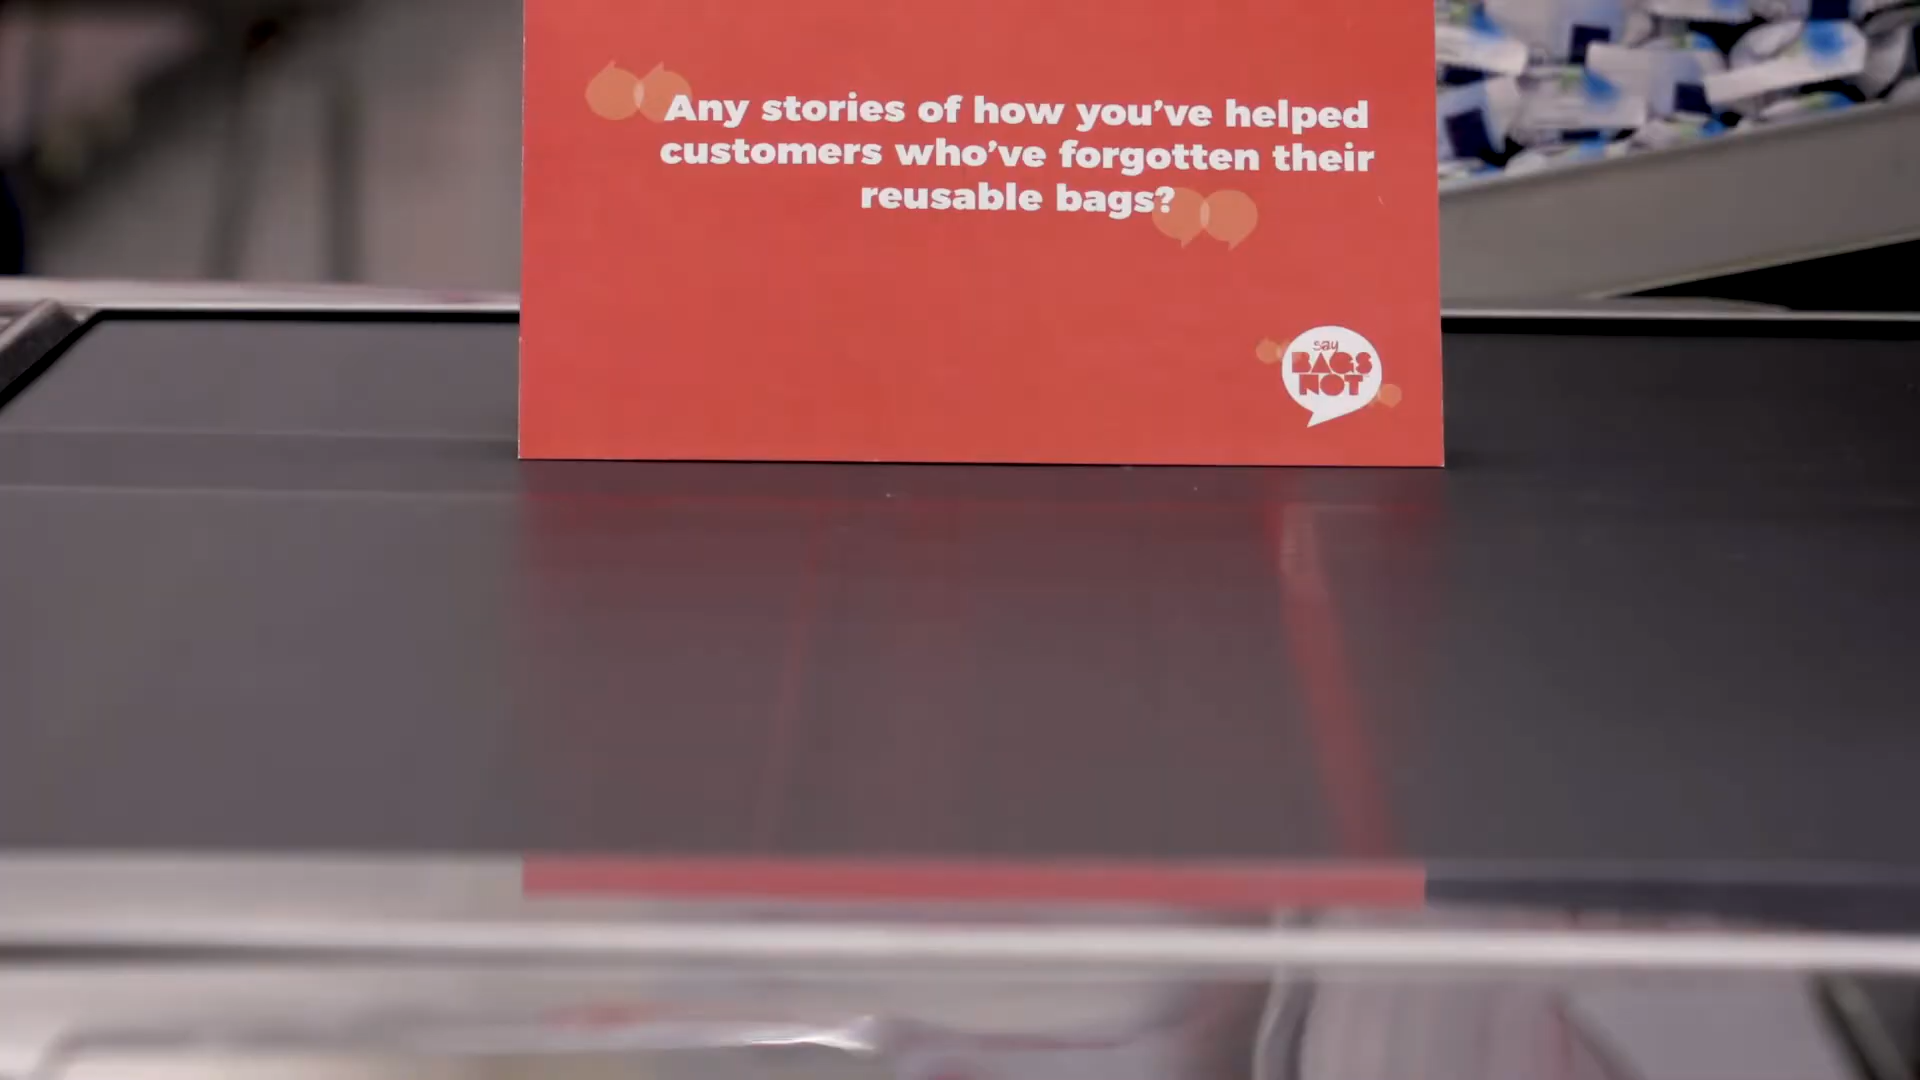 Any stories of how you’ve helped
customers who’ve forgotten their
reusable bags?
say
BAGS
NOT